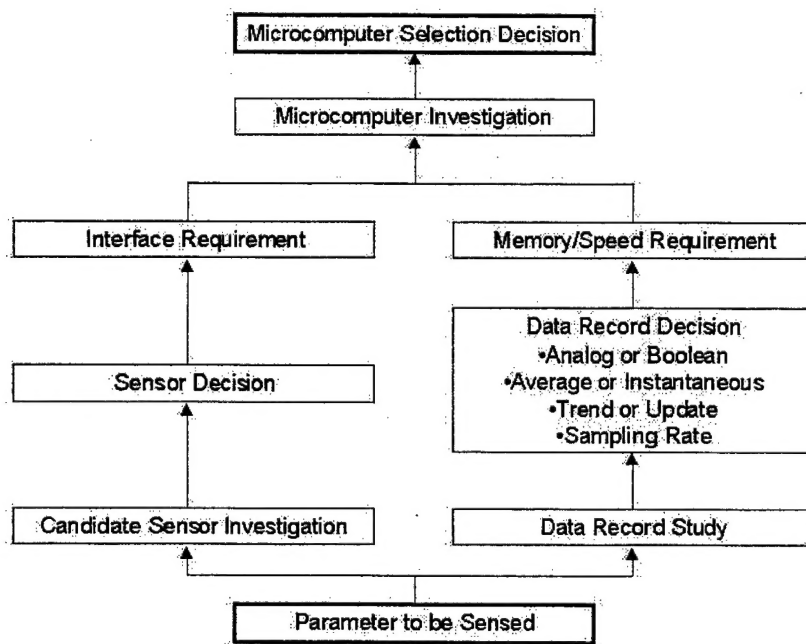 Microcomputer Selection Decision
Microcomputer Investigation
Interface Requirement
Memory/Speed Requirement
Data Record Decision
•Analog or Boolean
•Average or Instantaneous
•Trend or Update
•Sampling Rate
Sensor Decision
Candidate Sensor Investigation
Data Record Study
Parameter to be Sensed